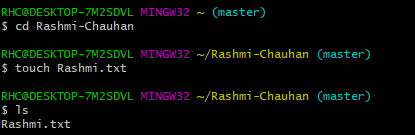 RHC@DESKTOP-7M2SDVL MINGW32 ~ (master)
$ cd Rashmi-Chauhan
RHC@DESKTOP-7M2SDVL MINGW32 ~/Rashmi-Chauhan (master)
$ touch Rashmi.txt
RHC@DESKTOP-7M2SDVL MINGW32 ~/Rashmi-Chauhan (master)
$ ls
Rashmi.txt